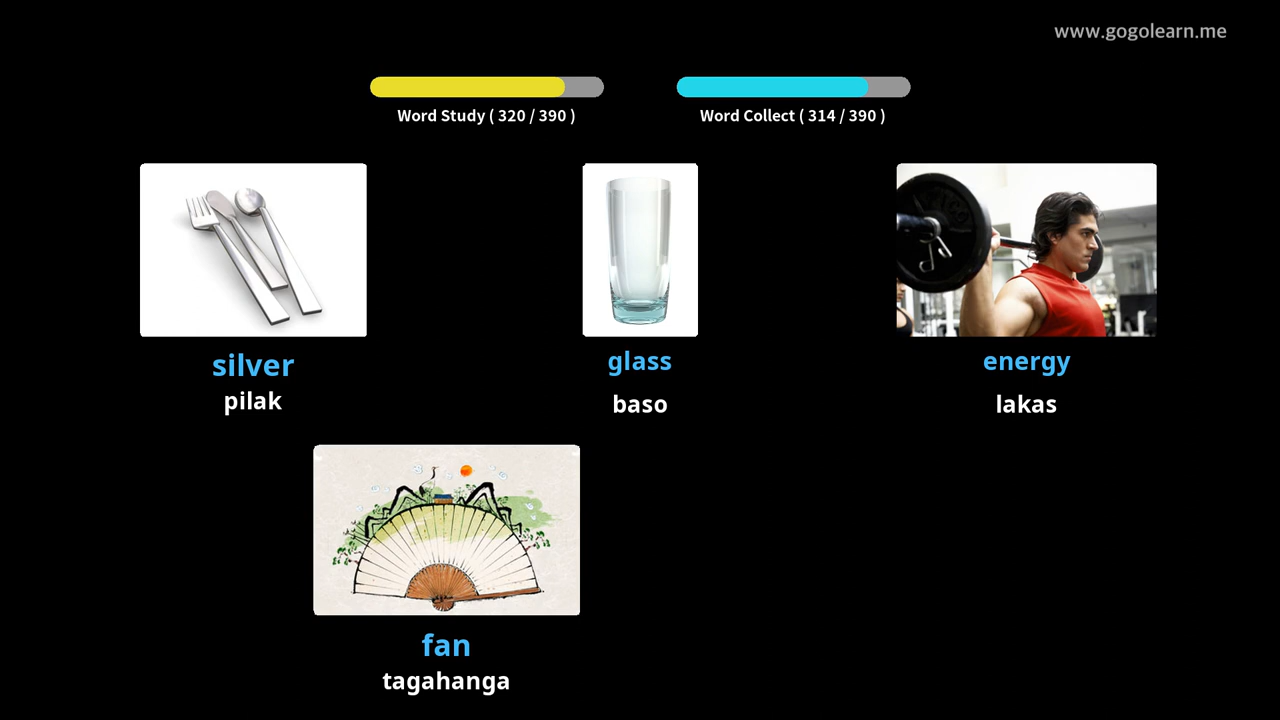 www.gogolearn.me
Word Study ( 320 / 390 )
Word Collect ( 314 / 390 )
silver
pilak
glass
baso
energy
lakas
fan
tagahanga